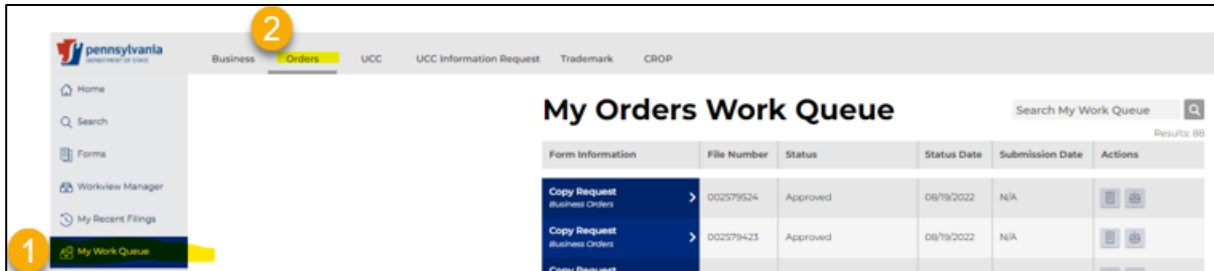 2
pennsylvania
DEPARTMENT OF STATE
Business Orders UCC UCC Information Request Trademark CROP
Home
Search
Forms
Workview Manager
My Recent Filings
1
My Work Queue
My Orders Work Queue
Search My Work Queue
Results: 88
Form Information File Number Status Status Date Submission Date Actions
Copy Request
Business Orders
002579524 Approved 08/19/2022 N/A
Copy Request
Business Orders
002579423 Approved 08/19/2022 N/A
Copy Request